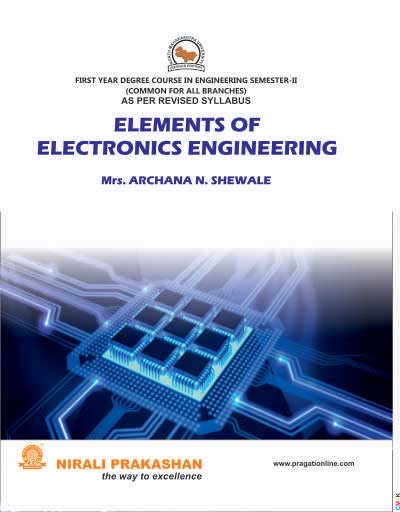 FIRST YEAR DEGREE COURSE IN ENGINEERING SEMESTER-II
(COMMON FOR ALL BRANCHES)
AS PER REVISED SYLLABUS
ELEMENTS OF
ELECTRONICS ENGINEERING
Mrs. ARCHANA N. SHEWALE
NIRALI PRAKASHAN
the way to excellence
www.pragationline.com